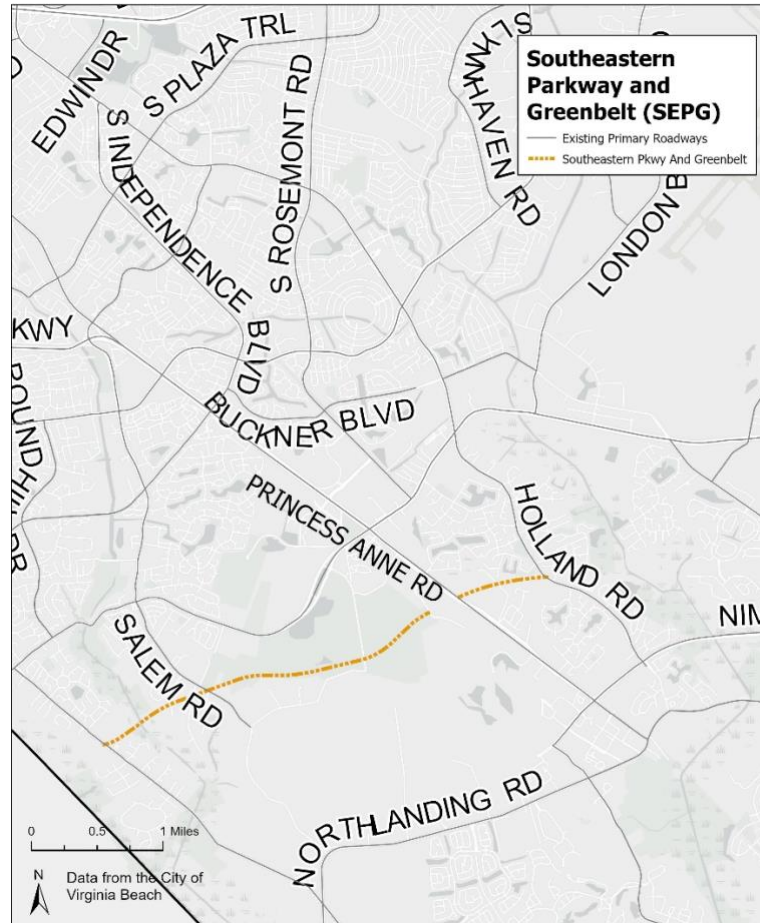 Southeastern
Parkway and
Greenbelt (SEPG)
Existing Primary Roadways
Southeastern Pkwy And Greenbelt
EDWIN DR
S PLAZA TRL
S INDEPENDENCE BLVD
S ROSEMONT RD
S LYNNHAVEN RD
LONDON B
KWY
BUCKNER BLVD
PRINCESS ANNE RD
HOLLAND RD
NIM
SALEM RD
NORTHLANDING RD
0 0.5 1 Miles
N
Data from the City of
Virginia Beach